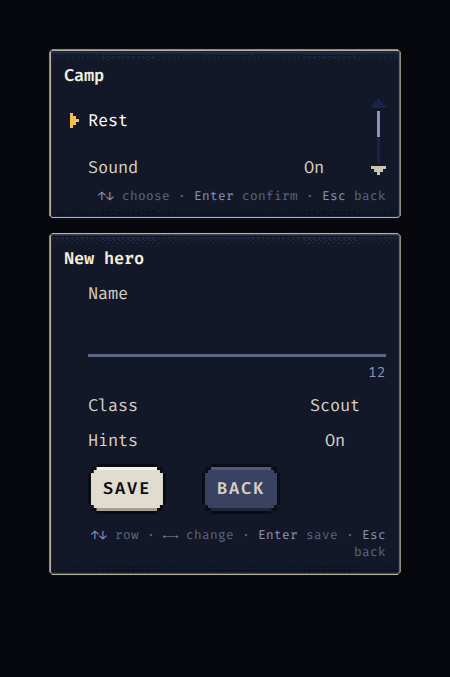 Camp
Rest
Sound On
↑↓ choose · Enter confirm · Esc back
New hero
Name
12
Class Scout
Hints On
SAVE BACK
↑↓ row · ←→ change · Enter save · Esc
back